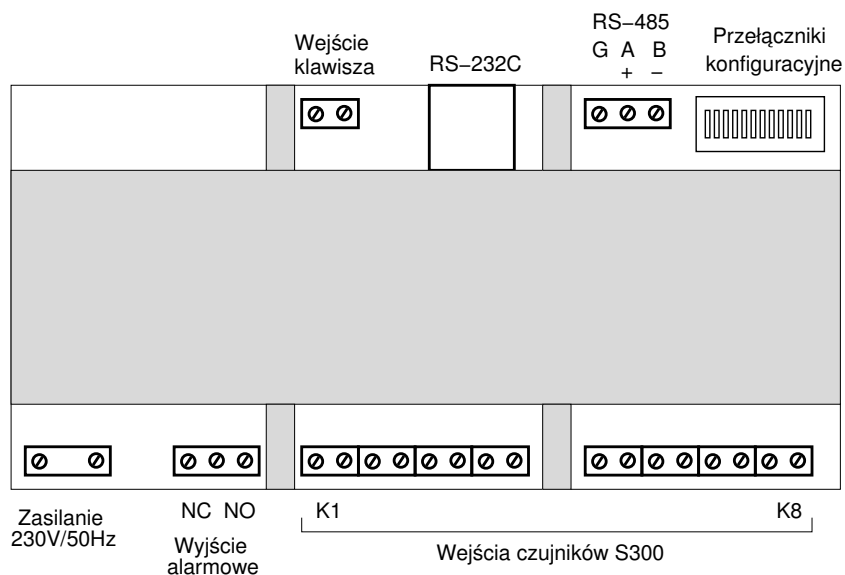 RS−485
Wejście
klawisza
RS−232C
G A B
+ −
Przełączniki
konfiguracyjne
Zasilanie
230V/50Hz
NC NO
Wyjście
alarmowe
K1
K8
Wejścia czujników S300